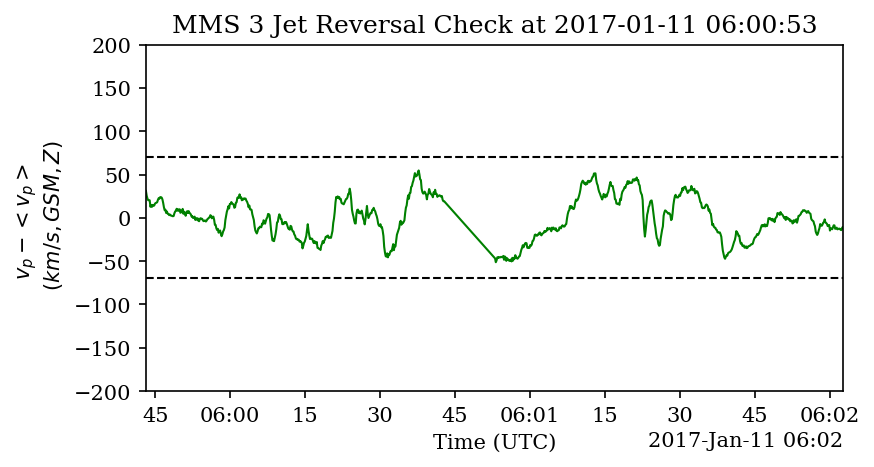 MMS 3 Jet Reversal Check at 2017-01-11 06:00:53
200
150
100
50
0
−50
−100
−150
−200
v_p − < v_p >
(km/s, GSM, Z)
45 06:00 15 30 45 06:01 15 30 45 06:02
Time (UTC)
2017-Jan-11 06:02